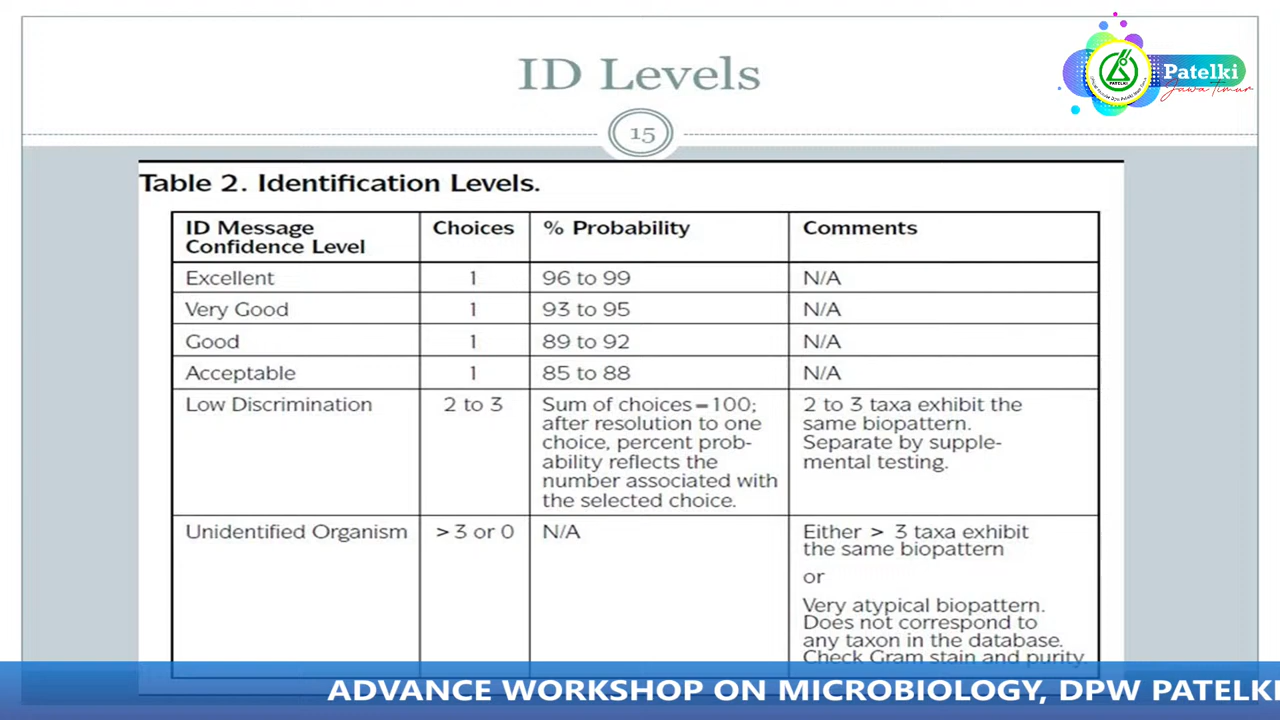 ID Levels
Patelki
Jawa Timur
PATELKI
15
Table 2. Identification Levels.
ID Message
Confidence Level
Choices
% Probability
Comments
Excellent
1
96 to 99
N/A
Very Good
1
93 to 95
N/A
Good
1
89 to 92
N/A
Acceptable
1
85 to 88
N/A
Low Discrimination
2 to 3
Sum of choices = 100;
after resolution to one
choice, percent prob-
ability reflects the
number associated with
the selected choice.
2 to 3 taxa exhibit the
same biopattern.
Separate by supple-
mental testing.
Unidentified Organism
> 3 or 0
N/A
Either > 3 taxa exhibit
the same biopattern
or
Very atypical biopattern.
Does not correspond to
any taxon in the database.
Check Gram stain and purity.
ADVANCE WORKSHOP ON MICROBIOLOGY, DPW PATELKI